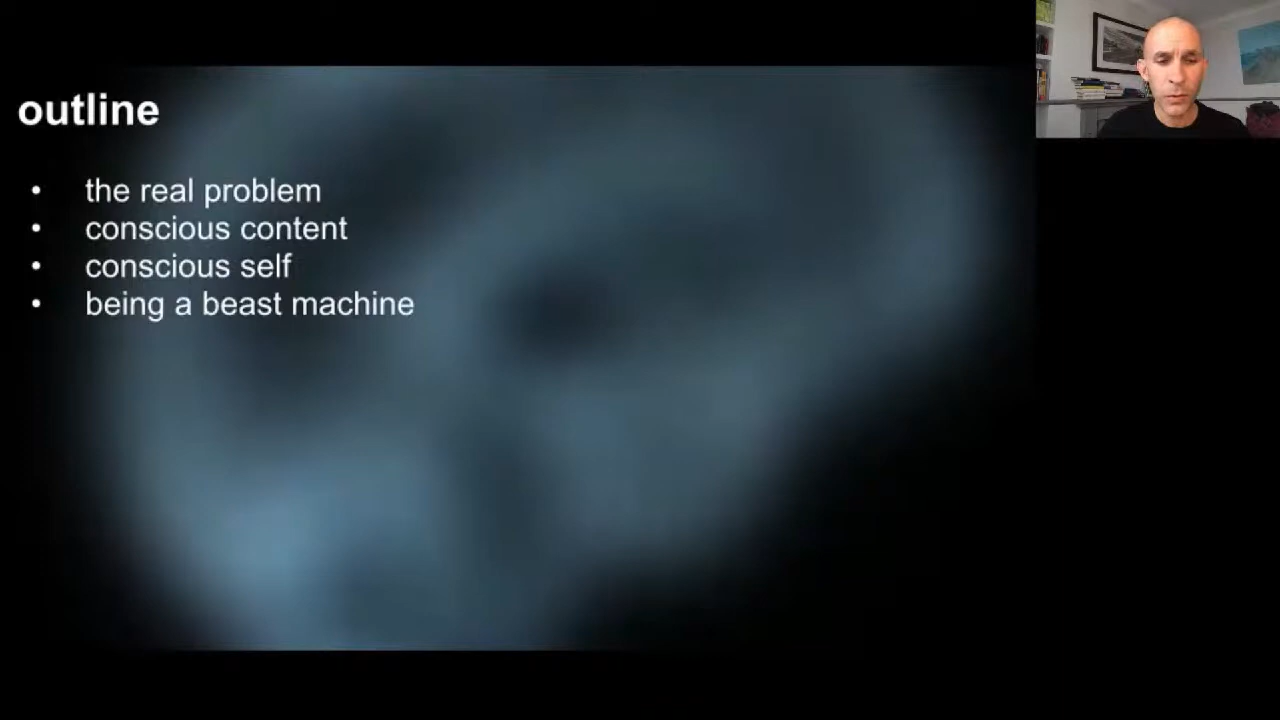 outline
• the real problem
• conscious content
• conscious self
• being a beast machine